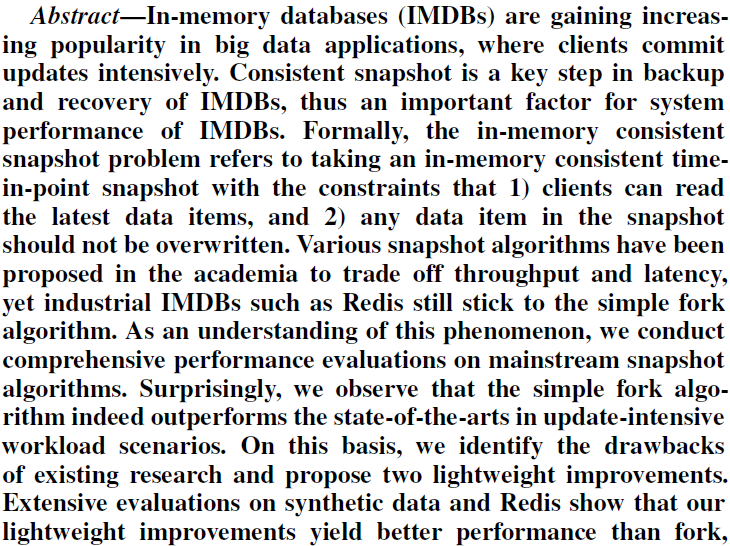 Abstract—In-memory databases (IMDBs) are gaining increas-
ing popularity in big data applications, where clients commit
updates intensively. Consistent snapshot is a key step in backup
and recovery of IMDBs, thus an important factor for system
performance of IMDBs. Formally, the in-memory consistent
snapshot problem refers to taking an in-memory consistent time-
in-point snapshot with the constraints that 1) clients can read
the latest data items, and 2) any data item in the snapshot
should not be overwritten. Various snapshot algorithms have been
proposed in the academia to trade off throughput and latency,
yet industrial IMDBs such as Redis still stick to the simple fork
algorithm. As an understanding of this phenomenon, we conduct
comprehensive performance evaluations on mainstream snapshot
algorithms. Surprisingly, we observe that the simple fork algo-
rithm indeed outperforms the state-of-the-arts in update-intensive
workload scenarios. On this basis, we identify the drawbacks
of existing research and propose two lightweight improvements.
Extensive evaluations on synthetic data and Redis show that our
lightweight improvements yield better performance than fork,